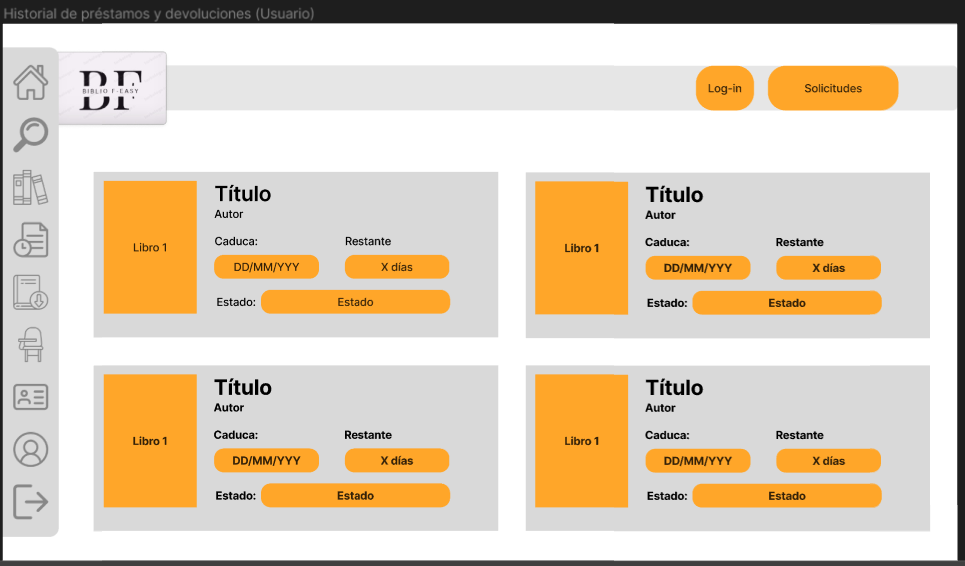 Historial de préstamos y devoluciones (Usuario)
BF
BIBLIO F-EASY
Log-in
Solicitudes
Libro 1
Título
Autor
Caduca: Restante
DD/MM/YYY X días
Estado: Estado
Libro 1
Título
Autor
Caduca: Restante
DD/MM/YYY X días
Estado: Estado
Libro 1
Título
Autor
Caduca: Restante
DD/MM/YYY X días
Estado: Estado
Libro 1
Título
Autor
Caduca: Restante
DD/MM/YYY X días
Estado: Estado